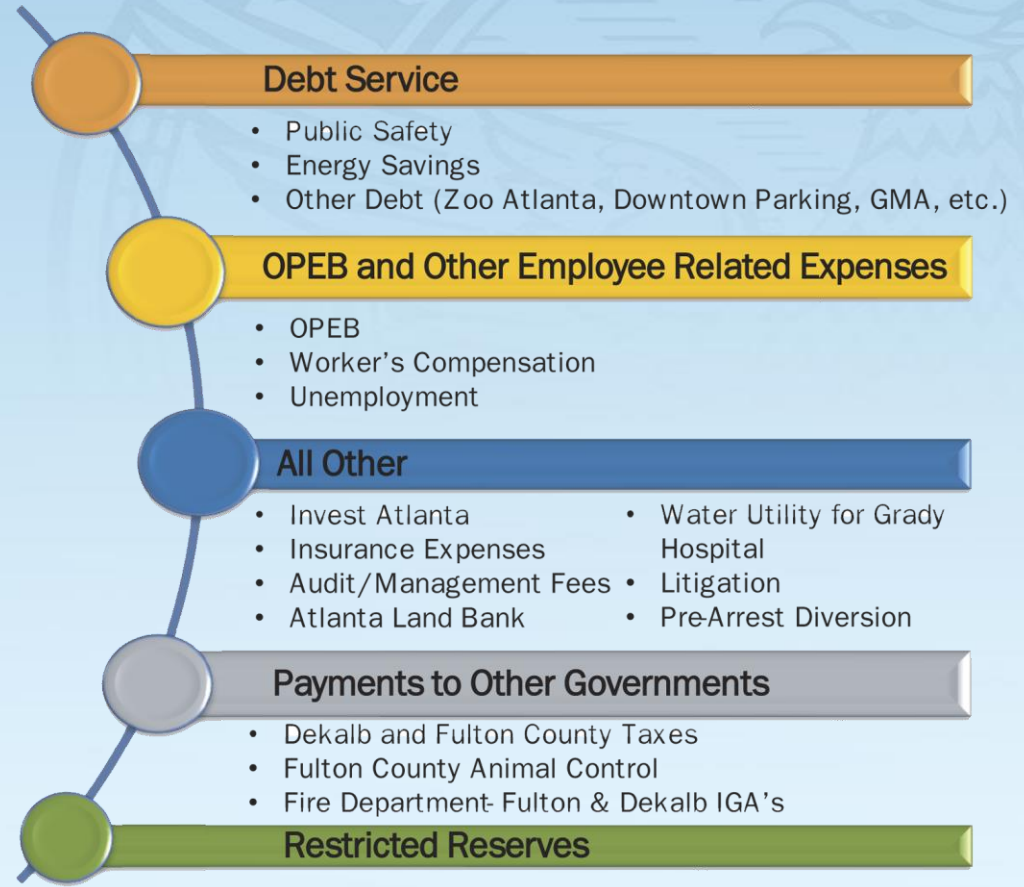 Debt Service
• Public Safety
• Energy Savings
• Other Debt (Zoo Atlanta, Downtown Parking, GMA, etc.)
OPEB and Other Employee Related Expenses
• OPEB
• Worker’s Compensation
• Unemployment
All Other
• Invest Atlanta
• Insurance Expenses
• Audit/Management Fees
• Atlanta Land Bank
• Water Utility for Grady
Hospital
• Litigation
• Pre-Arrest Diversion
Payments to Other Governments
• Dekalb and Fulton County Taxes
• Fulton County Animal Control
• Fire Department- Fulton & Dekalb IGA’s
Restricted Reserves